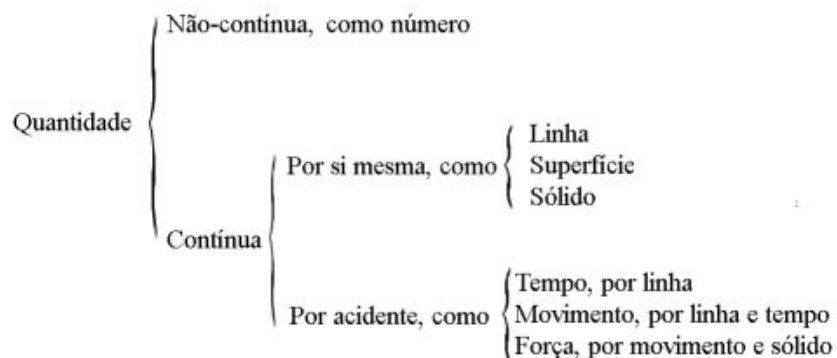 Não-contínua, como número
Quantidade
Contínua
Por si mesma, como
Linha
Superfície
Sólido
Por acidente, como
Tempo, por linha
Movimento, por linha e tempo
Força, por movimento e sólido